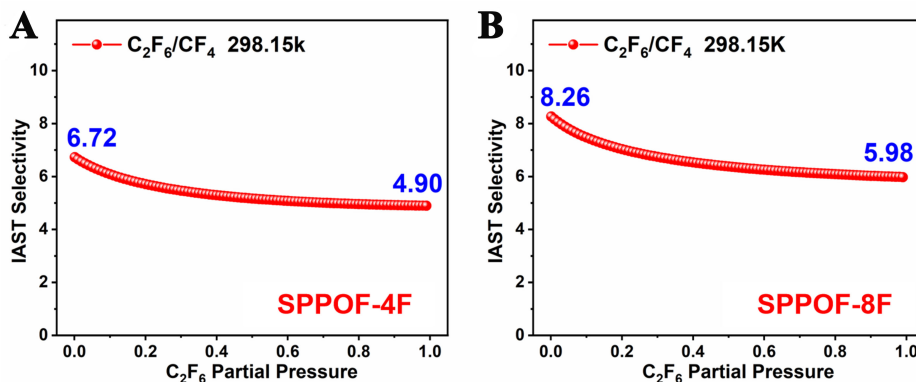 A
C₂F₆/CF₄ 298.15k
6.72
4.90
SPPOF-4F
IAST Selectivity
0
2
4
6
8
10
0.0 0.2 0.4 0.6 0.8 1.0
C₂F₆ Partial Pressure
B
C₂F₆/CF₄ 298.15K
8.26
5.98
SPPOF-8F
IAST Selectivity
0
2
4
6
8
10
0.0 0.2 0.4 0.6 0.8 1.0
C₂F₆ Partial Pressure